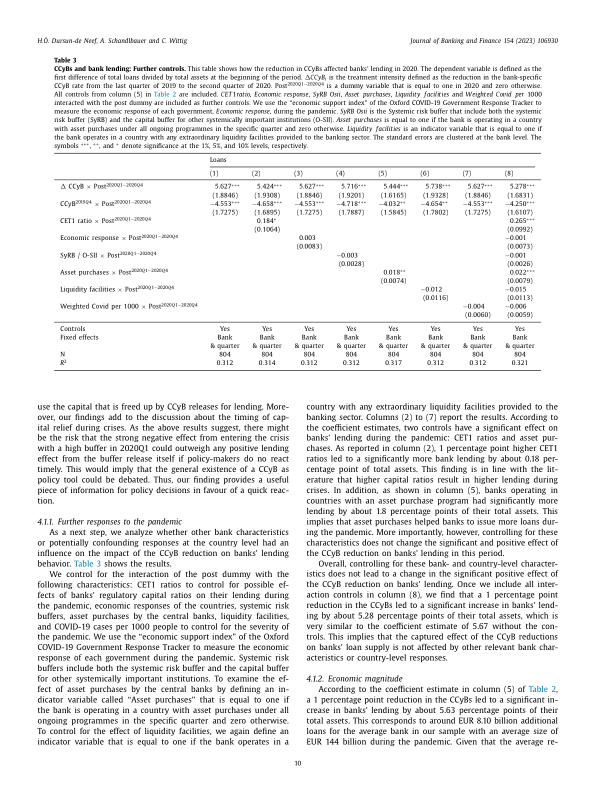 H.Ö. Dursun-de Neef, A. Schandlbauer and C. Wittig
Journal of Banking and Finance 154 (2023) 106930
Table 3
CCyBs and bank lending: Further controls. This table shows how the reduction in CCyBs affected banks' lending in 2020. The dependent variable is defined as the
first difference of total loans divided by total assets at the beginning of the period. ΔCCyB_i is the treatment intensity defined as the reduction in the bank-specific
CCyB rate from the last quarter of 2019 to the second quarter of 2020. Post^2020Q1−2020Q4 is a dummy variable that is equal to one in 2020 and zero otherwise.
All controls from column (5) in Table 2 are included. CET1ratio, Economic response, SyRB Osii, Asset purchases, Liquidity facilities and Weighted Covid per 1000
interacted with the post dummy are included as further controls. We use the "economic support index" of the Oxford COVID-19 Government Response Tracker to
measure the economic response of each government, Economic response, during the pandemic. SyRB Osii is the Systemic risk buffer that include both the systemic
risk buffer (SyRB) and the capital buffer for other systemically important institutions (O-SII). Asset purchases is equal to one if the bank is operating in a country
with asset purchases under all ongoing programmes in the specific quarter and zero otherwise. Liquidity facilities is an indicator variable that is equal to one if
the bank operates in a country with any extraordinary liquidity facilities provided to the banking sector. The standard errors are clustered at the bank level. The
symbols ***, **, and * denote significance at the 1%, 5%, and 10% levels, respectively.
Loans
(1) (2) (3) (4) (5) (6) (7) (8)
Δ CCyB × Post^2020Q1−2020Q4 5.627*** 5.424*** 5.627*** 5.716*** 5.444*** 5.738*** 5.627*** 5.278***
(1.8846) (1.9308) (1.8846) (1.9201) (1.6165) (1.9328) (1.8846) (1.6831)
CCyB^2019Q4 × Post^2020Q1−2020Q4 −4.553*** −4.658*** −4.553*** −4.718*** −4.032** −4.654** −4.553*** −4.250***
(1.7275) (1.6895) (1.7275) (1.7887) (1.5845) (1.7802) (1.7275) (1.6107)
CET1 ratio × Post^2020Q1−2020Q4 0.184* 0.265***
(0.1064) (0.0992)
Economic response × Post^2020Q1−2020Q4 0.003 −0.001
(0.0083) (0.0073)
SyRB / O-SII × Post^2020Q1−2020Q4 −0.003 −0.001
(0.0028) (0.0026)
Asset purchases × Post^2020Q1−2020Q4 0.018** 0.022***
(0.0074) (0.0079)
Liquidity facilities × Post^2020Q1−2020Q4 −0.012 −0.015
(0.0116) (0.0113)
Weighted Covid per 1000 × Post^2020Q1−2020Q4 −0.004 −0.006
(0.0060) (0.0059)
Controls Yes Yes Yes Yes Yes Yes Yes Yes
Fixed effects Bank Bank Bank Bank Bank Bank Bank Bank
& quarter & quarter & quarter & quarter & quarter & quarter & quarter & quarter
N 804 804 804 804 804 804 804 804
R² 0.312 0.314 0.312 0.312 0.317 0.312 0.312 0.321
use the capital that is freed up by CCyB releases for lending. More-
over, our findings add to the discussion about the timing of cap-
ital relief during crises. As the above results suggest, there might
be the risk that the strong negative effect from entering the crisis
with a high buffer in 2020Q1 could outweigh any positive lending
effect from the buffer release itself if policy-makers do no react
timely. This would imply that the general existence of a CCyB as
policy tool could be debated. Thus, our finding provides a useful
piece of information for policy decisions in favour of a quick reac-
tion.
4.1.1. Further responses to the pandemic
As a next step, we analyze whether other bank characteristics
or potentially confounding responses at the country level had an
influence on the impact of the CCyB reduction on banks' lending
behavior. Table 3 shows the results.
We control for the interaction of the post dummy with the
following characteristics: CET1 ratios to control for possible ef-
fects of banks' regulatory capital ratios on their lending during
the pandemic, economic responses of the countries, systemic risk
buffers, asset purchases by the central banks, liquidity facilities,
and COVID-19 cases per 1000 people to control for the severity of
the pandemic. We use the "economic support index" of the Oxford
COVID-19 Government Response Tracker to measure the economic
response of each government during the pandemic. Systemic risk
buffers include both the systemic risk buffer and the capital buffer
for other systemically important institutions. To examine the ef-
fect of asset purchases by the central banks by defining an in-
dicator variable called "Asset purchases" that is equal to one if
the bank is operating in a country with asset purchases under all
ongoing programmes in the specific quarter and zero otherwise.
To control for the effect of liquidity facilities, we again define an
indicator variable that is equal to one if the bank operates in a
country with any extraordinary liquidity facilities provided to the
banking sector. Columns (2) to (7) report the results. According to
the coefficient estimates, two controls have a significant effect on
banks' lending during the pandemic: CET1 ratios and asset pur-
chases. As reported in column (2), 1 percentage point higher CET1
ratios led to a significantly more bank lending by about 0.18 per-
centage point of total assets. This finding is in line with the lit-
erature that higher capital ratios result in higher lending during
crises. In addition, as shown in column (5), banks operating in
countries with an asset purchase program had significantly more
lending by about 1.8 percentage points of their total assets. This
implies that asset purchases helped banks to issue more loans dur-
ing the pandemic. More importantly, however, controlling for these
characteristics does not change the significant and positive effect of
the CCyB reduction on banks' lending in this period.
Overall, controlling for these bank- and country-level character-
istics does not lead to a change in the significant positive effect of
the CCyB reduction on banks' lending. Once we include all inter-
action controls in column (8), we find that a 1 percentage point
reduction in the CCyBs led to a significant increase in banks' lend-
ing by about 5.28 percentage points of their total assets, which is
very similar to the coefficient estimate of 5.67 without the con-
trols. This implies that the captured effect of the CCyB reductions
on banks' loan supply is not affected by other relevant bank char-
acteristics or country-level responses.
4.1.2. Economic magnitude
According to the coefficient estimate in column (5) of Table 2,
a 1 percentage point reduction in the CCyBs led to a significant in-
crease in banks' lending by about 5.63 percentage points of their
total assets. This corresponds to around EUR 8.10 billion additional
loans for the average bank in our sample with an average size of
EUR 144 billion during the pandemic. Given that the average re-
10